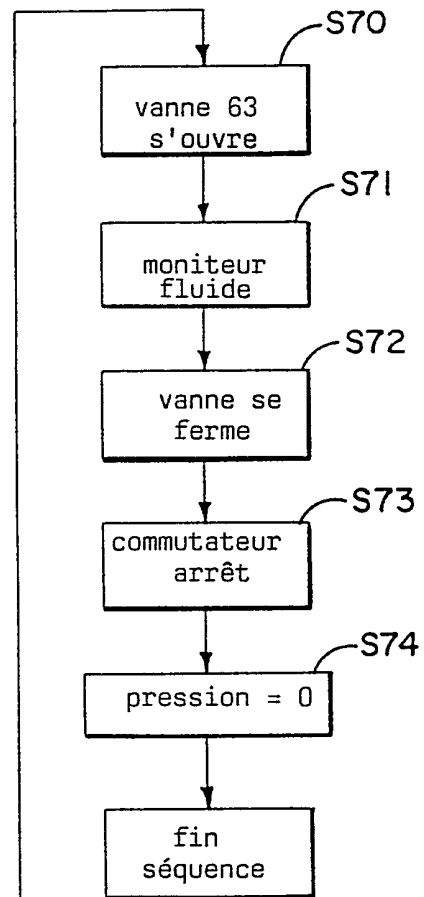 S70
vanne 63
s'ouvre
S71
moniteur
fluide
S72
vanne se
ferme
S73
commutateur
arrêt
S74
pression = 0
fin
séquence